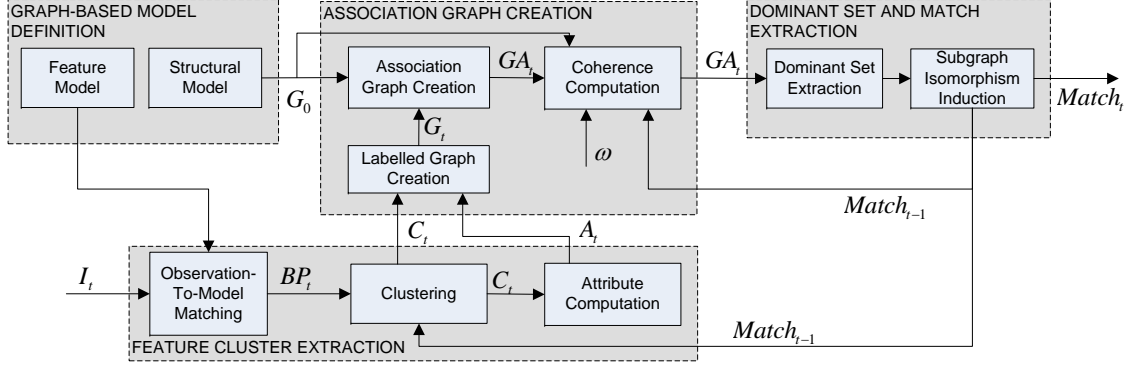 GRAPH-BASED MODEL
DEFINITION
Feature
Model
Structural
Model
G₀
ASSOCIATION GRAPH CREATION
Association
Graph Creation
GAₜ
Coherence
Computation
Gₜ
ω
Labelled Graph
Creation
GAₜ
DOMINANT SET AND MATCH
EXTRACTION
Dominant Set
Extraction
Subgraph
Isomorphism
Induction
Matchₜ
Matchₜ₋₁
Cₜ
Aₜ
Iₜ
Observation-
To-Model
Matching
BPₜ
Clustering
Cₜ
Attribute
Computation
Matchₜ₋₁
FEATURE CLUSTER EXTRACTION